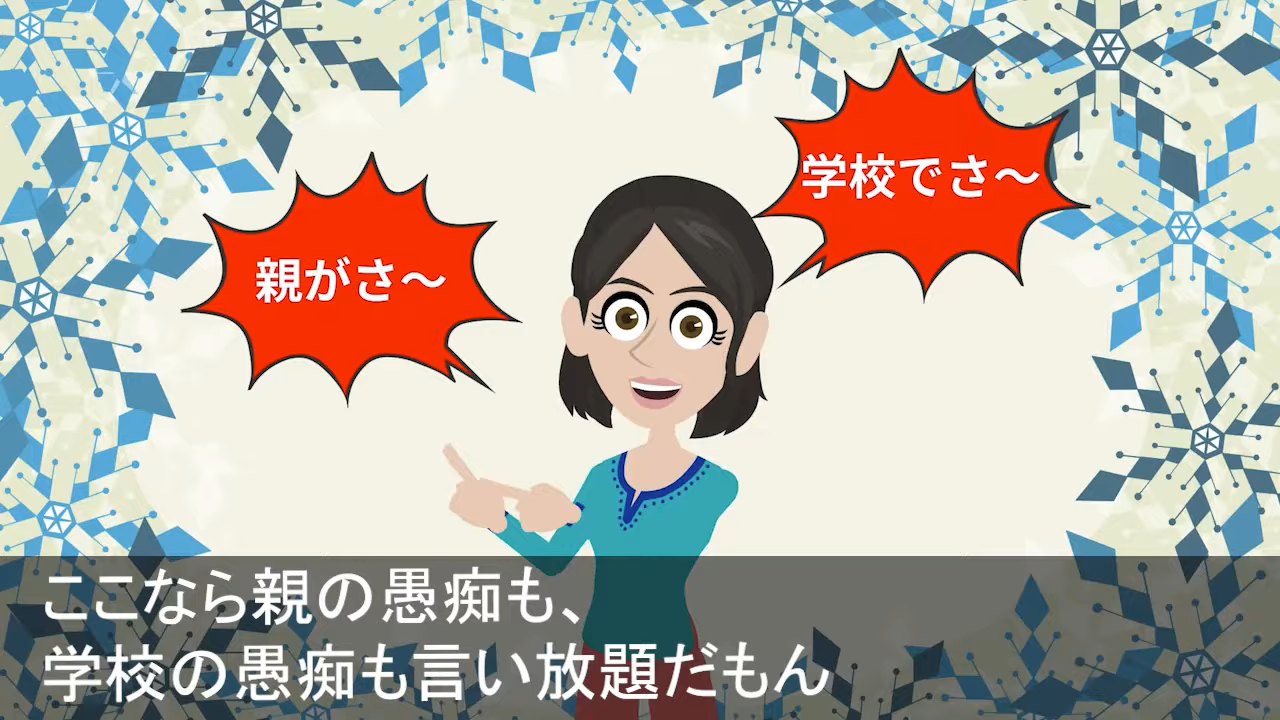 学校でさ～
親がさ～
ここなら親の愚痴も、
学校の愚痴も言い放題だもん